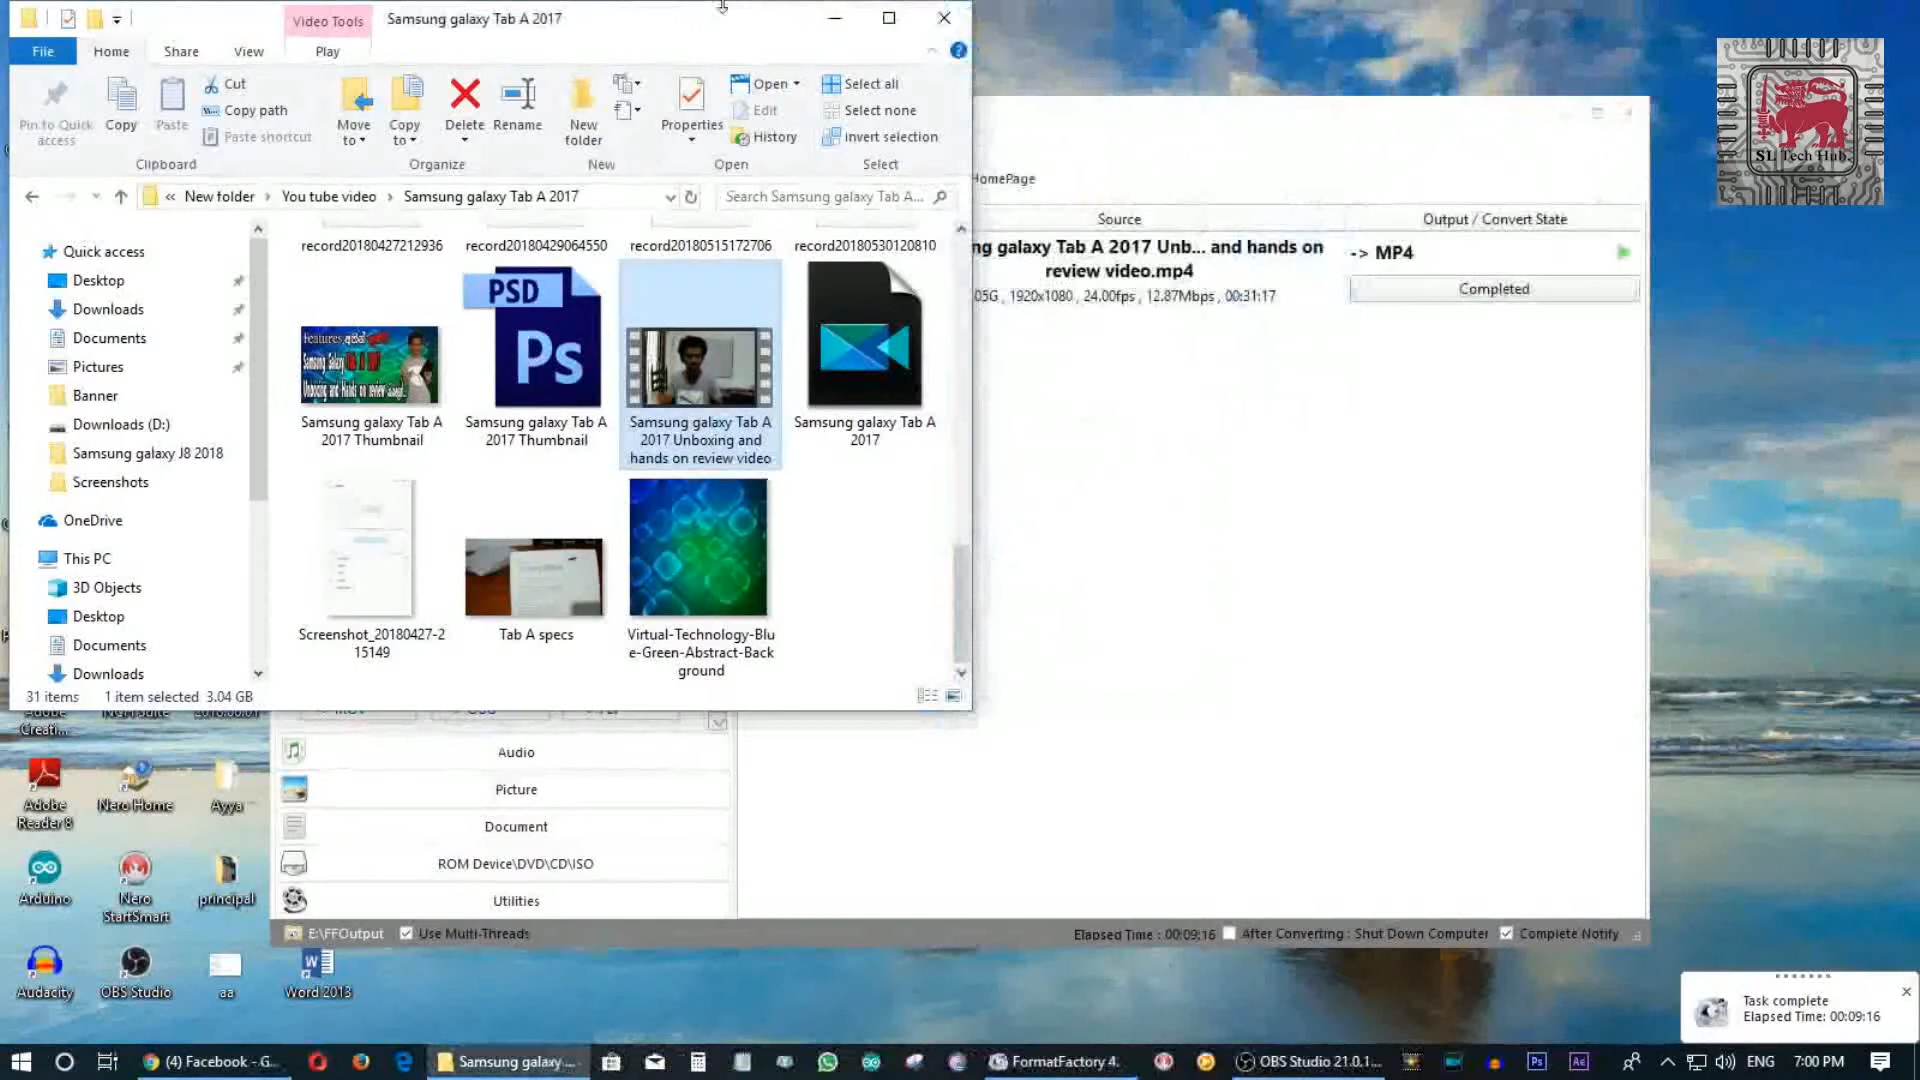 Video Tools
Samsung galaxy Tab A 2017
File
Home
Share
View
Play
Pin to Quick access
Copy
Paste
Cut
Copy path
Paste shortcut
Move to
Copy to
Delete
Rename
New folder
Properties
Open
Edit
History
Select all
Select none
Invert selection
Clipboard
Organize
New
Open
Select
« New folder > You tube video > Samsung galaxy Tab A 2017
Search Samsung galaxy Tab A...
Quick access
Desktop
Downloads
Documents
Pictures
Banner
Downloads (D:)
Samsung galaxy J8 2018
Screenshots
OneDrive
This PC
3D Objects
Desktop
Documents
Downloads
record20180427212936
record20180429064550
record20180515172706
record20180530120810
PSD
Ps
Samsung galaxy Tab A
2017 Thumbnail
Samsung galaxy Tab A
2017 Thumbnail
Samsung galaxy Tab A
2017 Unboxing and
hands on review video
Samsung galaxy Tab A
2017
Screenshot_20180427-2
15149
Tab A specs
Virtual-Technology-Blu
e-Green-Abstract-Back
ground
31 items
1 item selected 3.04 GB
SL Tech Hub.
HomePage
Source
Output / Convert State
ng galaxy Tab A 2017 Unb... and hands on
review video.mp4
05G , 1920x1080 , 24.00fps , 12.87Mbps , 00:31:17
-> MP4
Completed
Audio
Picture
Document
ROM Device\DVD\CD\ISO
Utilities
E:\FFOutput
Use Multi-Threads
Elapsed Time : 00:09:16
After Converting : Shut Down Computer
Complete Notify
Creati...
Adobe
Reader 8
Nero Home
Ayya
Arduino
Nero
StartSmart
principal
Audacity
OBS Studio
aa
Word 2013
Task complete
Elapsed Time: 00:09:16
(4) Facebook - G...
Samsung galaxy ...
FormatFactory 4.
OBS Studio 21.0.1...
Ps
Ae
ENG
7:00 PM